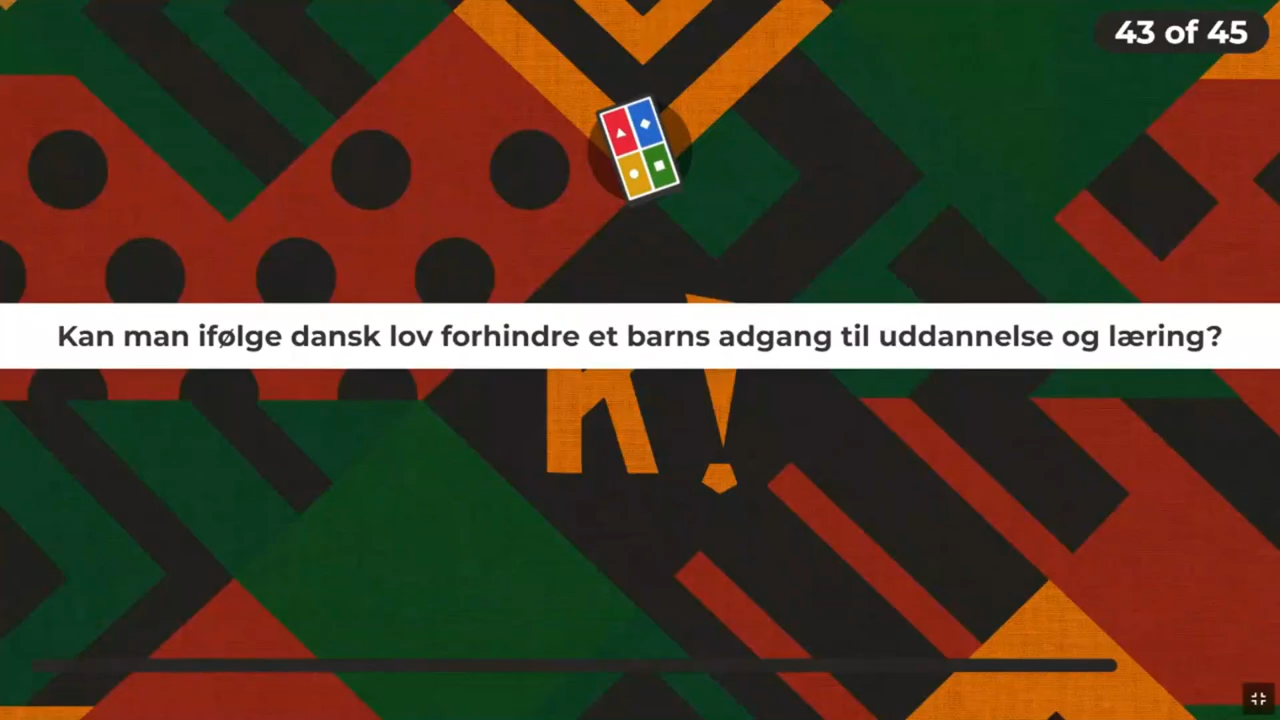 43 of 45
Kan man ifølge dansk lov forhindre et barns adgang til uddannelse og læring?
K!